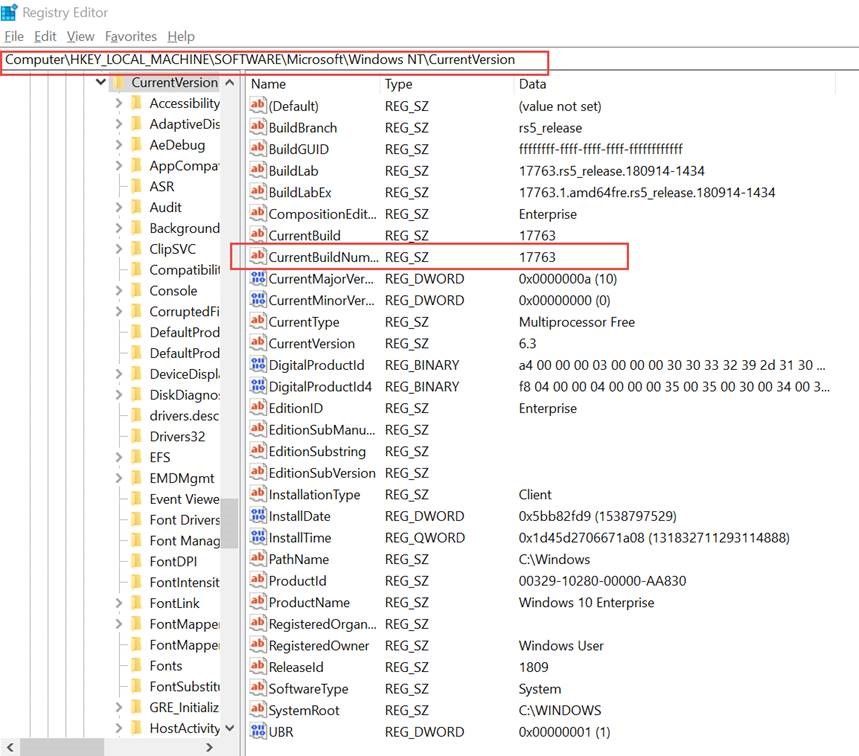 Registry Editor
File Edit View Favorites Help
Computer\HKEY_LOCAL_MACHINE\SOFTWARE\Microsoft\Windows NT\CurrentVersion
CurrentVersion
Accessibility
AdaptiveDis
AeDebug
AppCompat
ASR
Audit
Background
ClipSVC
Compatibilit
Console
CorruptedFi
DefaultProd
DefaultProd
DeviceDispl
DiskDiagno
drivers.desc
Drivers32
EFS
EMDMgmt
Event Viewe
Font Drivers
Font Manag
FontDPI
FontIntensit
FontLink
FontMapper
FontMapper
Fonts
FontSubstitu
GRE_Initializ
HostActivity
Name Type Data
(Default) REG_SZ (value not set)
BuildBranch REG_SZ rs5_release
BuildGUID REG_SZ ffffffff-ffff-ffff-ffff-ffffffffffff
BuildLab REG_SZ 17763.rs5_release.180914-1434
BuildLabEx REG_SZ 17763.1.amd64fre.rs5_release.180914-1434
CompositionEdit... REG_SZ Enterprise
CurrentBuild REG_SZ 17763
CurrentBuildNum... REG_SZ 17763
CurrentMajorVer... REG_DWORD 0x0000000a (10)
CurrentMinorVer... REG_DWORD 0x00000000 (0)
CurrentType REG_SZ Multiprocessor Free
CurrentVersion REG_SZ 6.3
DigitalProductId REG_BINARY a4 00 00 00 03 00 00 00 30 30 33 32 39 2d 31 30 ...
DigitalProductId4 REG_BINARY f8 04 00 00 04 00 00 00 35 00 35 00 30 00 34 00 3...
EditionID REG_SZ Enterprise
EditionSubManu... REG_SZ
EditionSubstring REG_SZ
EditionSubVersion REG_SZ
InstallationType REG_SZ Client
InstallDate REG_DWORD 0x5bb82fd9 (1538797529)
InstallTime REG_QWORD 0x1d45d2706671a08 (131832711293114888)
PathName REG_SZ C:\Windows
ProductId REG_SZ 00329-10280-00000-AA830
ProductName REG_SZ Windows 10 Enterprise
RegisteredOrgan... REG_SZ
RegisteredOwner REG_SZ Windows User
ReleaseId REG_SZ 1809
SoftwareType REG_SZ System
SystemRoot REG_SZ C:\WINDOWS
UBR REG_DWORD 0x00000001 (1)